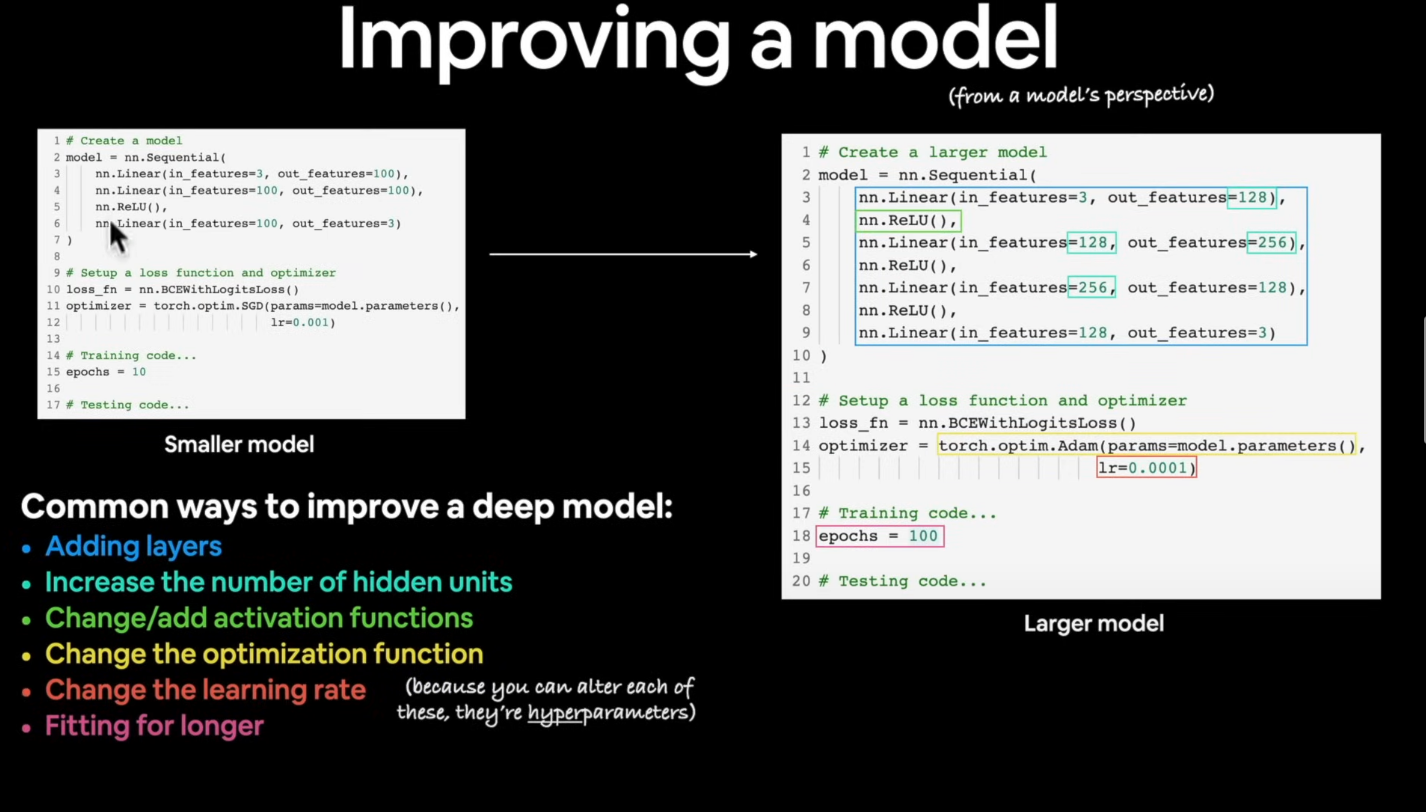 Improving a model
(from a model's perspective)
1 # Create a model
2 model = nn.Sequential(
3 nn.Linear(in_features=3, out_features=100),
4 nn.Linear(in_features=100, out_features=100),
5 nn.ReLU(),
6 nn.Linear(in_features=100, out_features=3)
7 )
8
9 # Setup a loss function and optimizer
10 loss_fn = nn.BCEWithLogitsLoss()
11 optimizer = torch.optim.SGD(params=model.parameters(),
12 lr=0.001)
13
14 # Training code...
15 epochs = 10
16
17 # Testing code...
Smaller model
1 # Create a larger model
2 model = nn.Sequential(
3 nn.Linear(in_features=3, out_features=128),
4 nn.ReLU(),
5 nn.Linear(in_features=128, out_features=256),
6 nn.ReLU(),
7 nn.Linear(in_features=256, out_features=128),
8 nn.ReLU(),
9 nn.Linear(in_features=128, out_features=3)
10 )
11
12 # Setup a loss function and optimizer
13 loss_fn = nn.BCEWithLogitsLoss()
14 optimizer = torch.optim.Adam(params=model.parameters(),
15 lr=0.0001)
16
17 # Training code...
18 epochs = 100
19
20 # Testing code...
Larger model
Common ways to improve a deep model:
• Adding layers
• Increase the number of hidden units
• Change/add activation functions
• Change the optimization function
• Change the learning rate
• Fitting for longer
(because you can alter each of
these, they're hyperparameters)